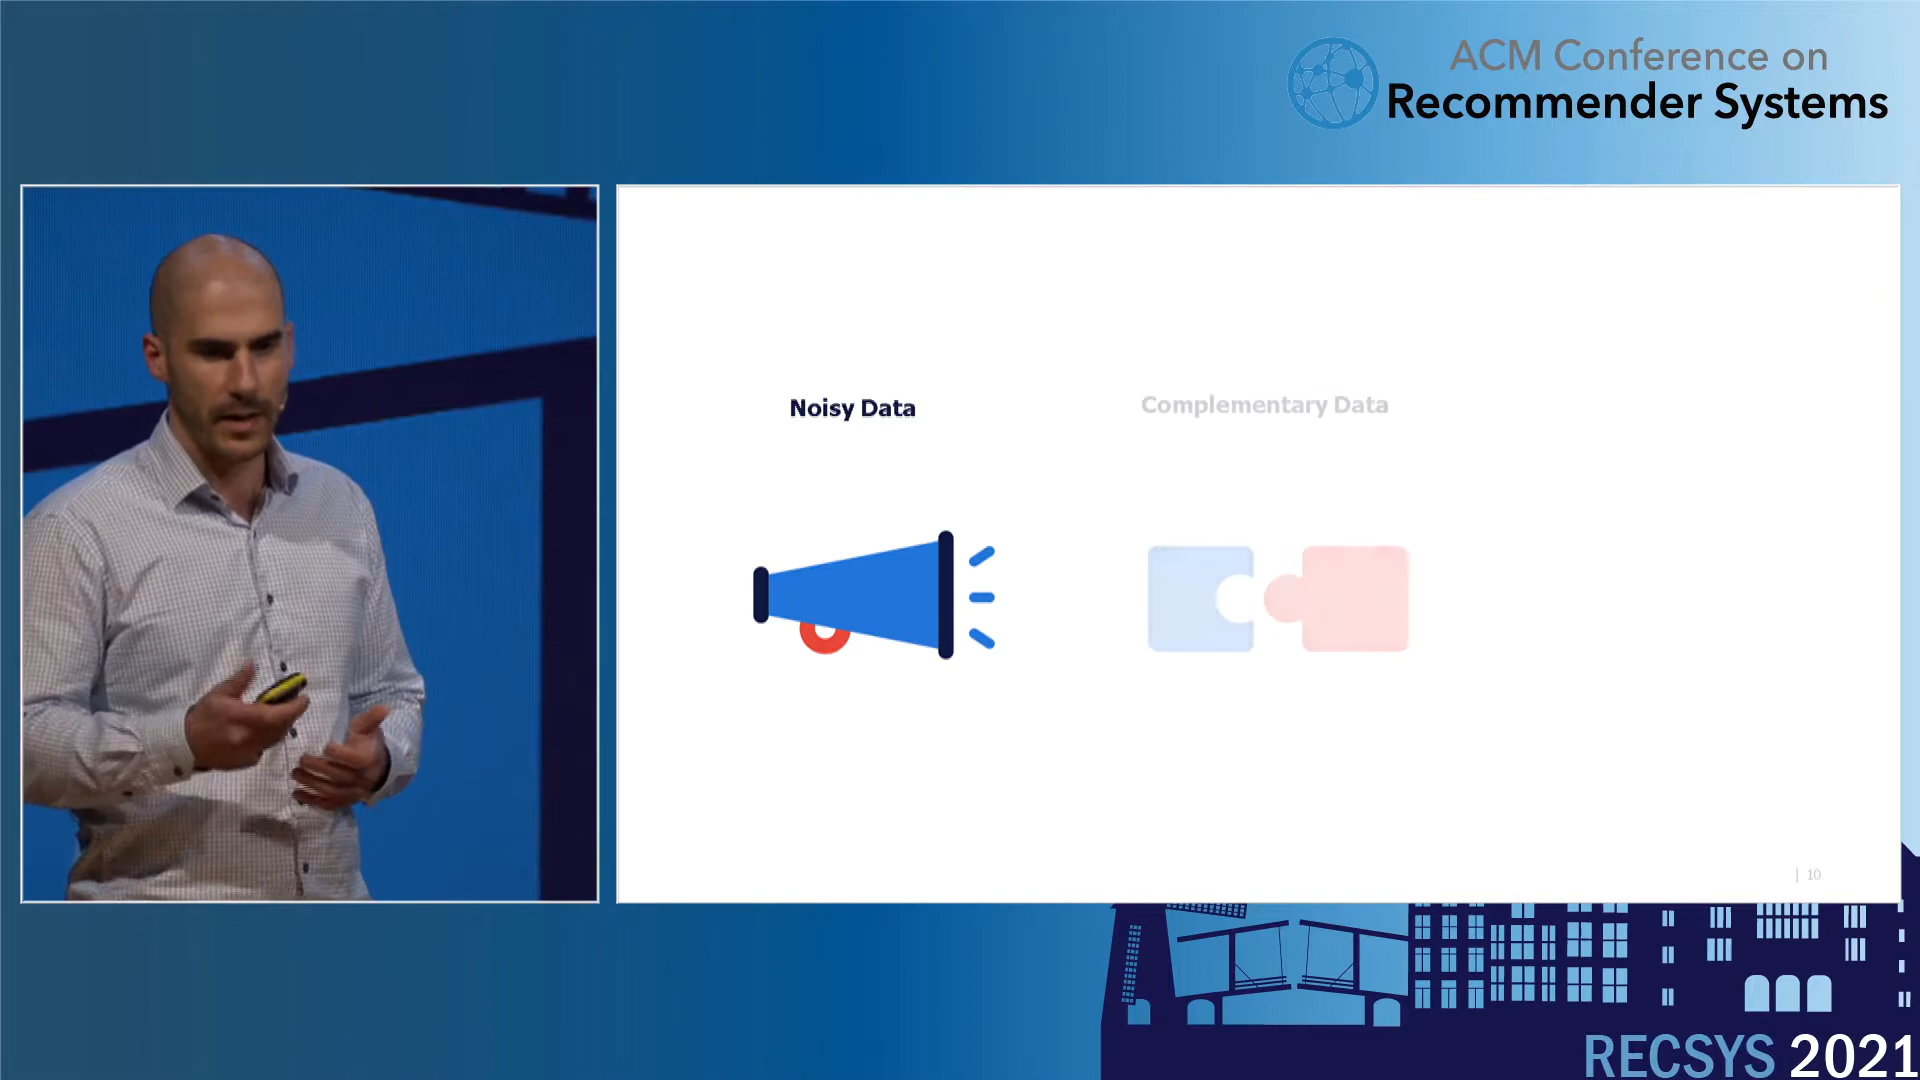 ACM Conference on
Recommender Systems
Noisy Data
Complementary Data
| 10
RECSYS 2021